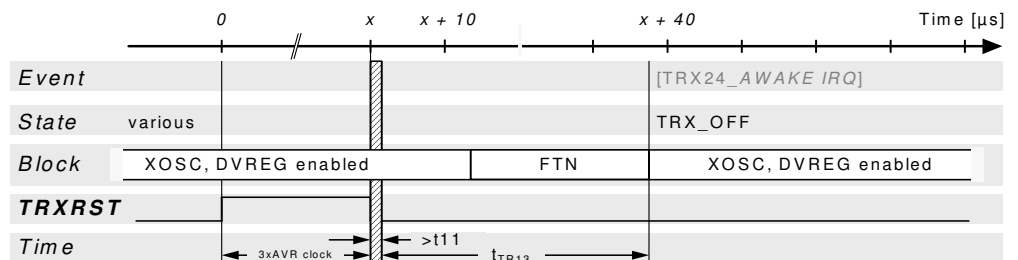 0 x x + 10 x + 40 Time [µs]
Event [TRX24_AWAKE IRQ]
State various TRX_OFF
Block XOSC, DVREG enabled FTN XOSC, DVREG enabled
TRXRST
>t11
Time 3xAVR clock tTR13